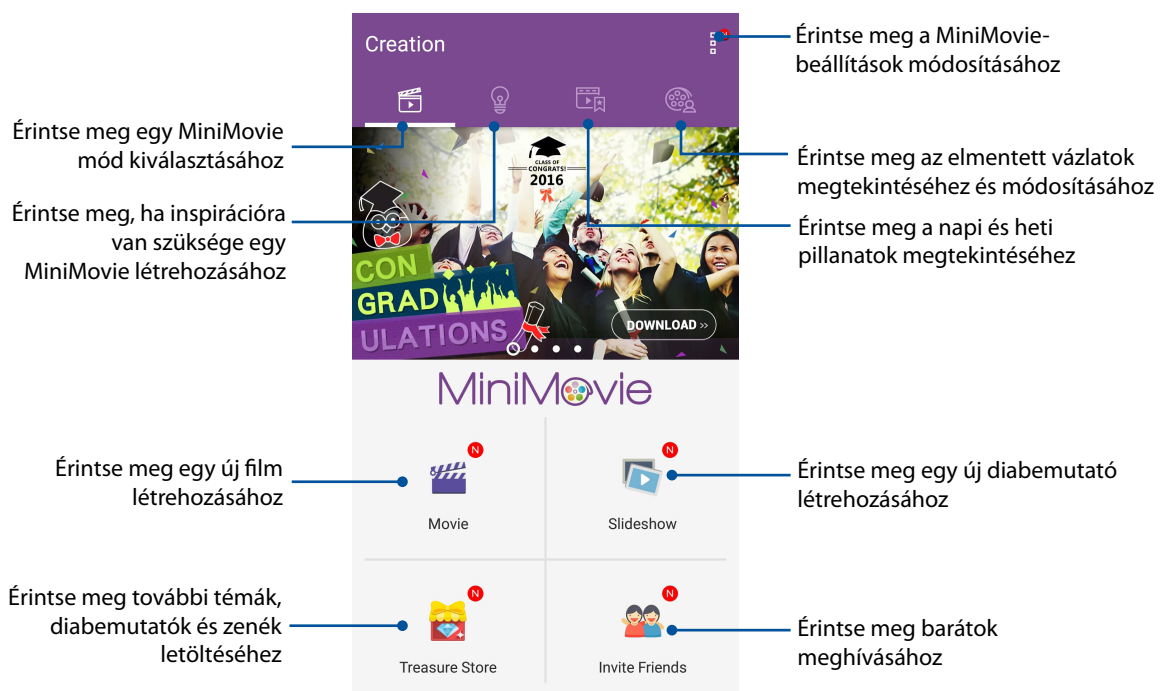 Creation
N
Érintse meg a MiniMovie-
beállítások módosításához
Érintse meg egy MiniMovie
mód kiválasztásához
Érintse meg, ha inspirációra
van szüksége egy
MiniMovie létrehozásához
Érintse meg az elmentett vázlatok
megtekintéséhez és módosításához
Érintse meg a napi és heti
pillanatok megtekintéséhez
CLASS OF
CONGRATS!
2016
CON
GRAD
ULATIONS
DOWNLOAD >>
MiniMovie
Érintse meg egy új film
létrehozásához
N
Movie
N
Slideshow
Érintse meg egy új diabemutató
létrehozásához
Érintse meg további témák,
diabemutatók és zenék
letöltéséhez
N
Treasure Store
N
Invite Friends
Érintse meg barátok
meghívásához